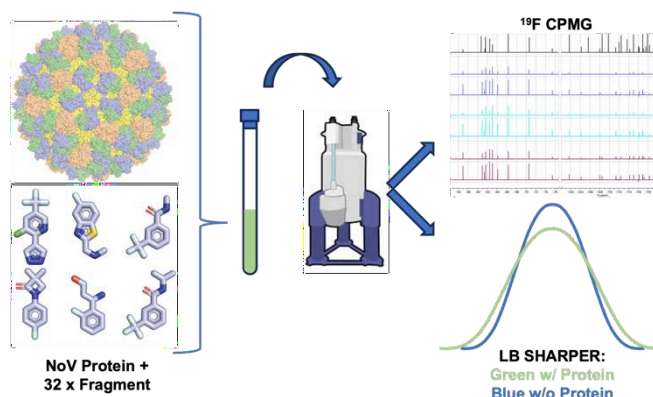 NoV Protein +
32 x Fragment
¹⁹F CPMG
LB SHARPER:
Green w/ Protein
Blue w/o Protein